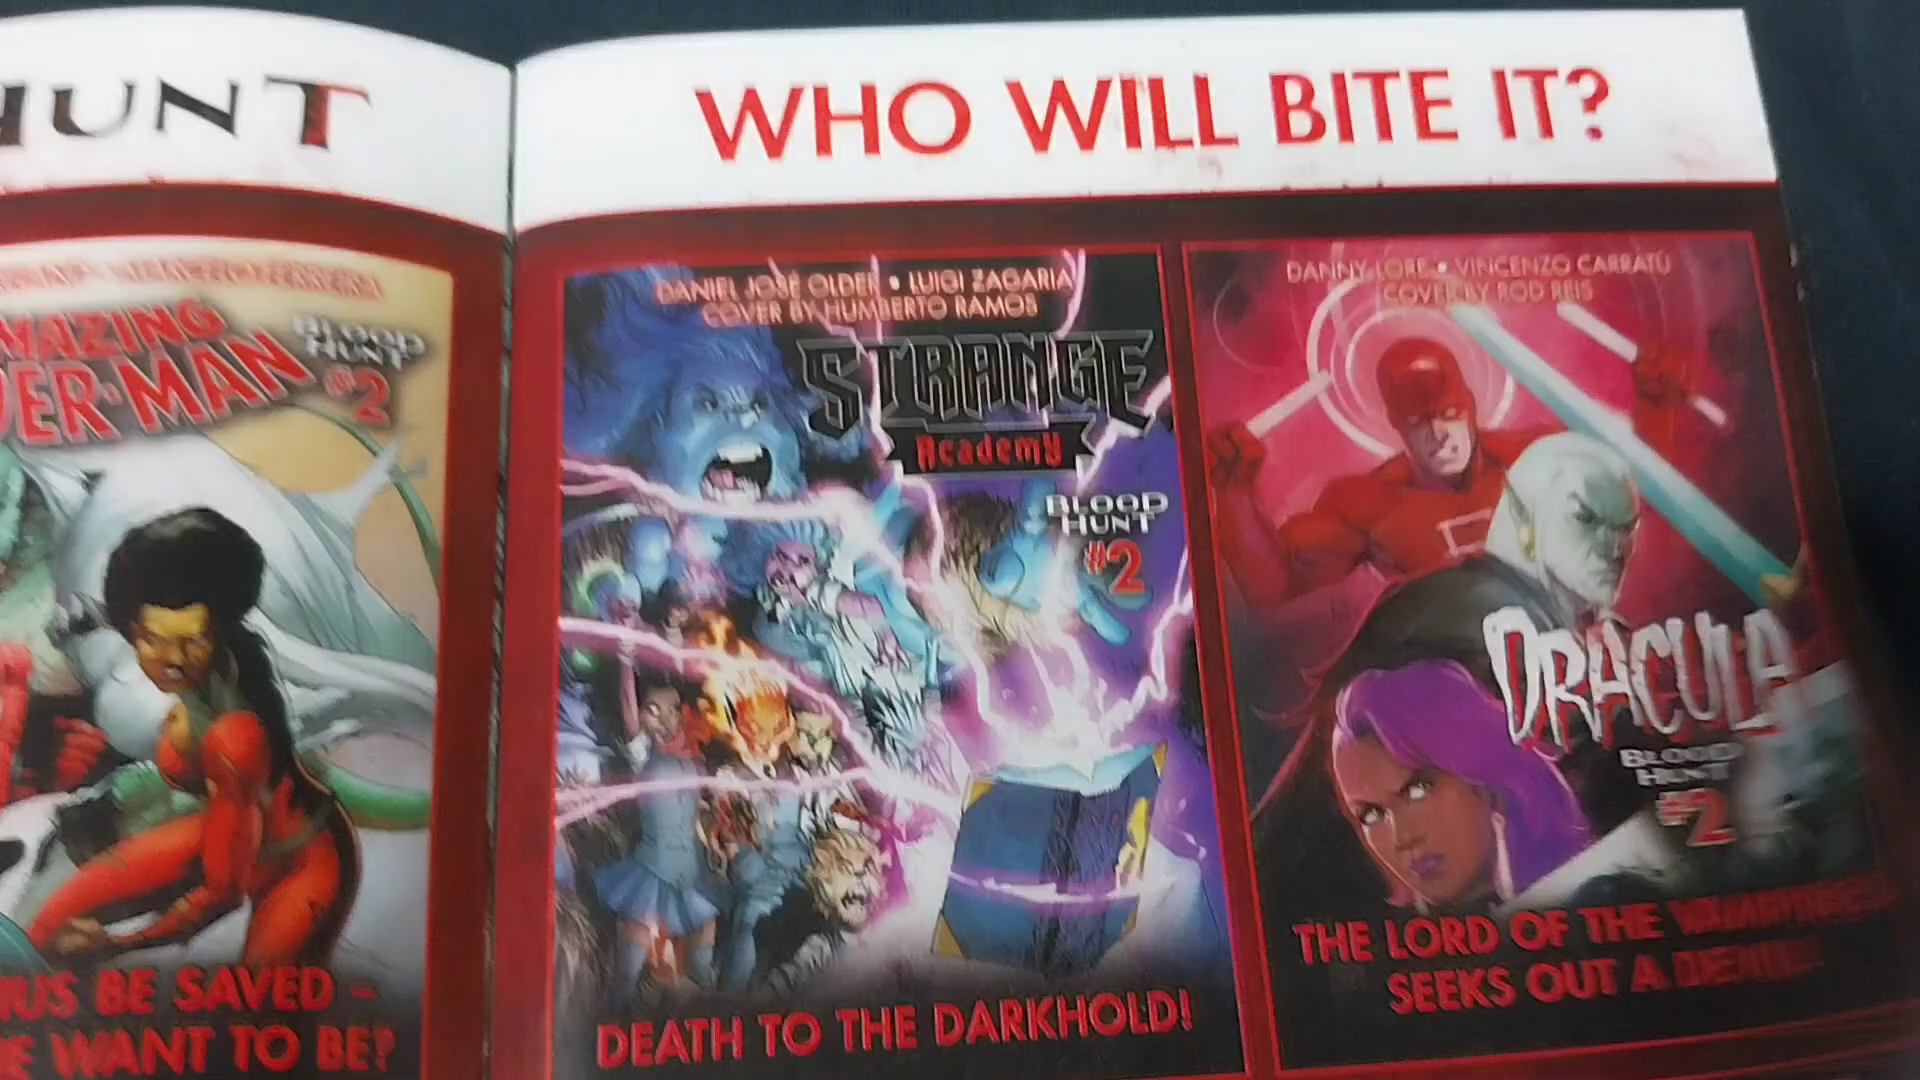 HUNT
WHO WILL BITE IT?
AMAZING
SPIDER-MAN
BLOOD
HUNT
#2
BE SAVED –
WANT TO BE?
DANIEL JOSÉ OLDER • LUIGI ZAGARIA
COVER BY HUMBERTO RAMOS
STRANGE
Academy
BLOOD
HUNT
#2
DEATH TO THE DARKHOLD!
DANNY LORE • VINCENZO CARRATÙ
COVER BY ROD REIS
DRACULA
BLOOD
HUNT
#2
THE LORD OF THE VAMPIRES
SEEKS OUT A